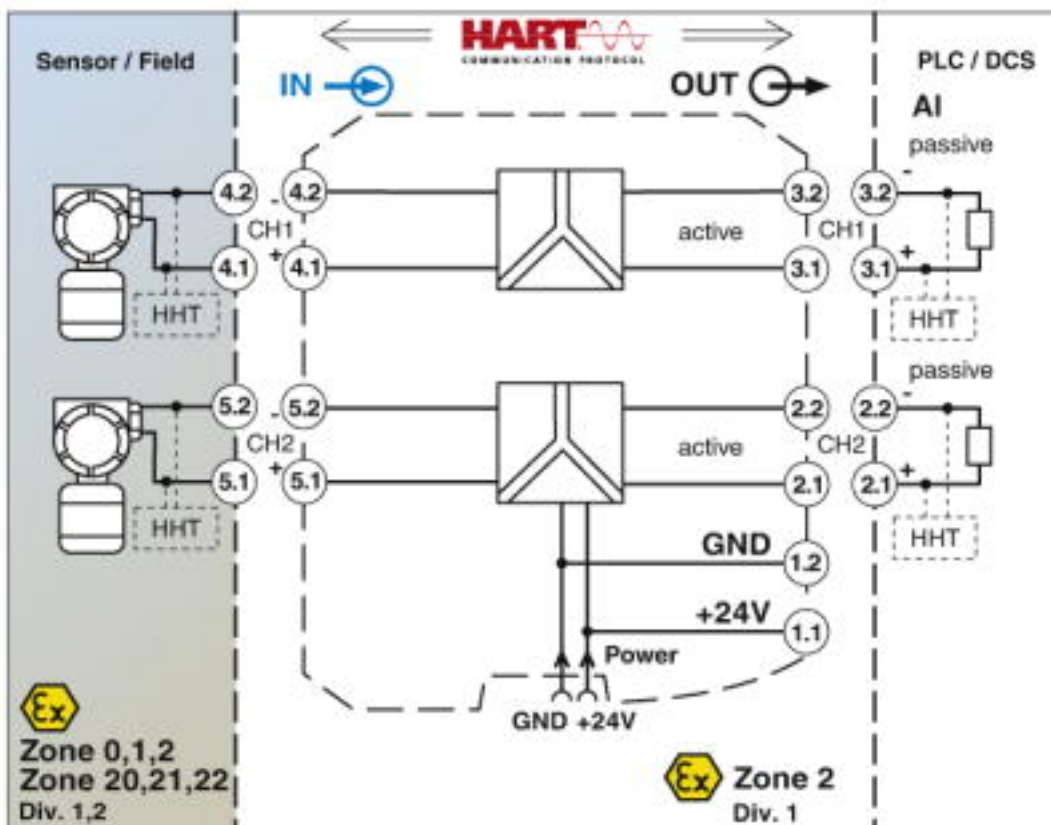 HART
COMMUNICATION PROTOCOL
Sensor / Field
PLC / DCS
IN
OUT
AI
passive
4.2
4.2
-
3.2
3.2
-
CH1
active
CH1
4.1
+
4.1
3.1
3.1
+
HHT
HHT
passive
5.2
5.2
-
2.2
2.2
-
CH2
active
CH2
5.1
+
5.1
2.1
2.1
+
HHT
HHT
GND
1.2
+24V
1.1
Power
GND +24V
Ex
Zone 0,1,2
Zone 20,21,22
Div. 1,2
Ex
Zone 2
Div. 1